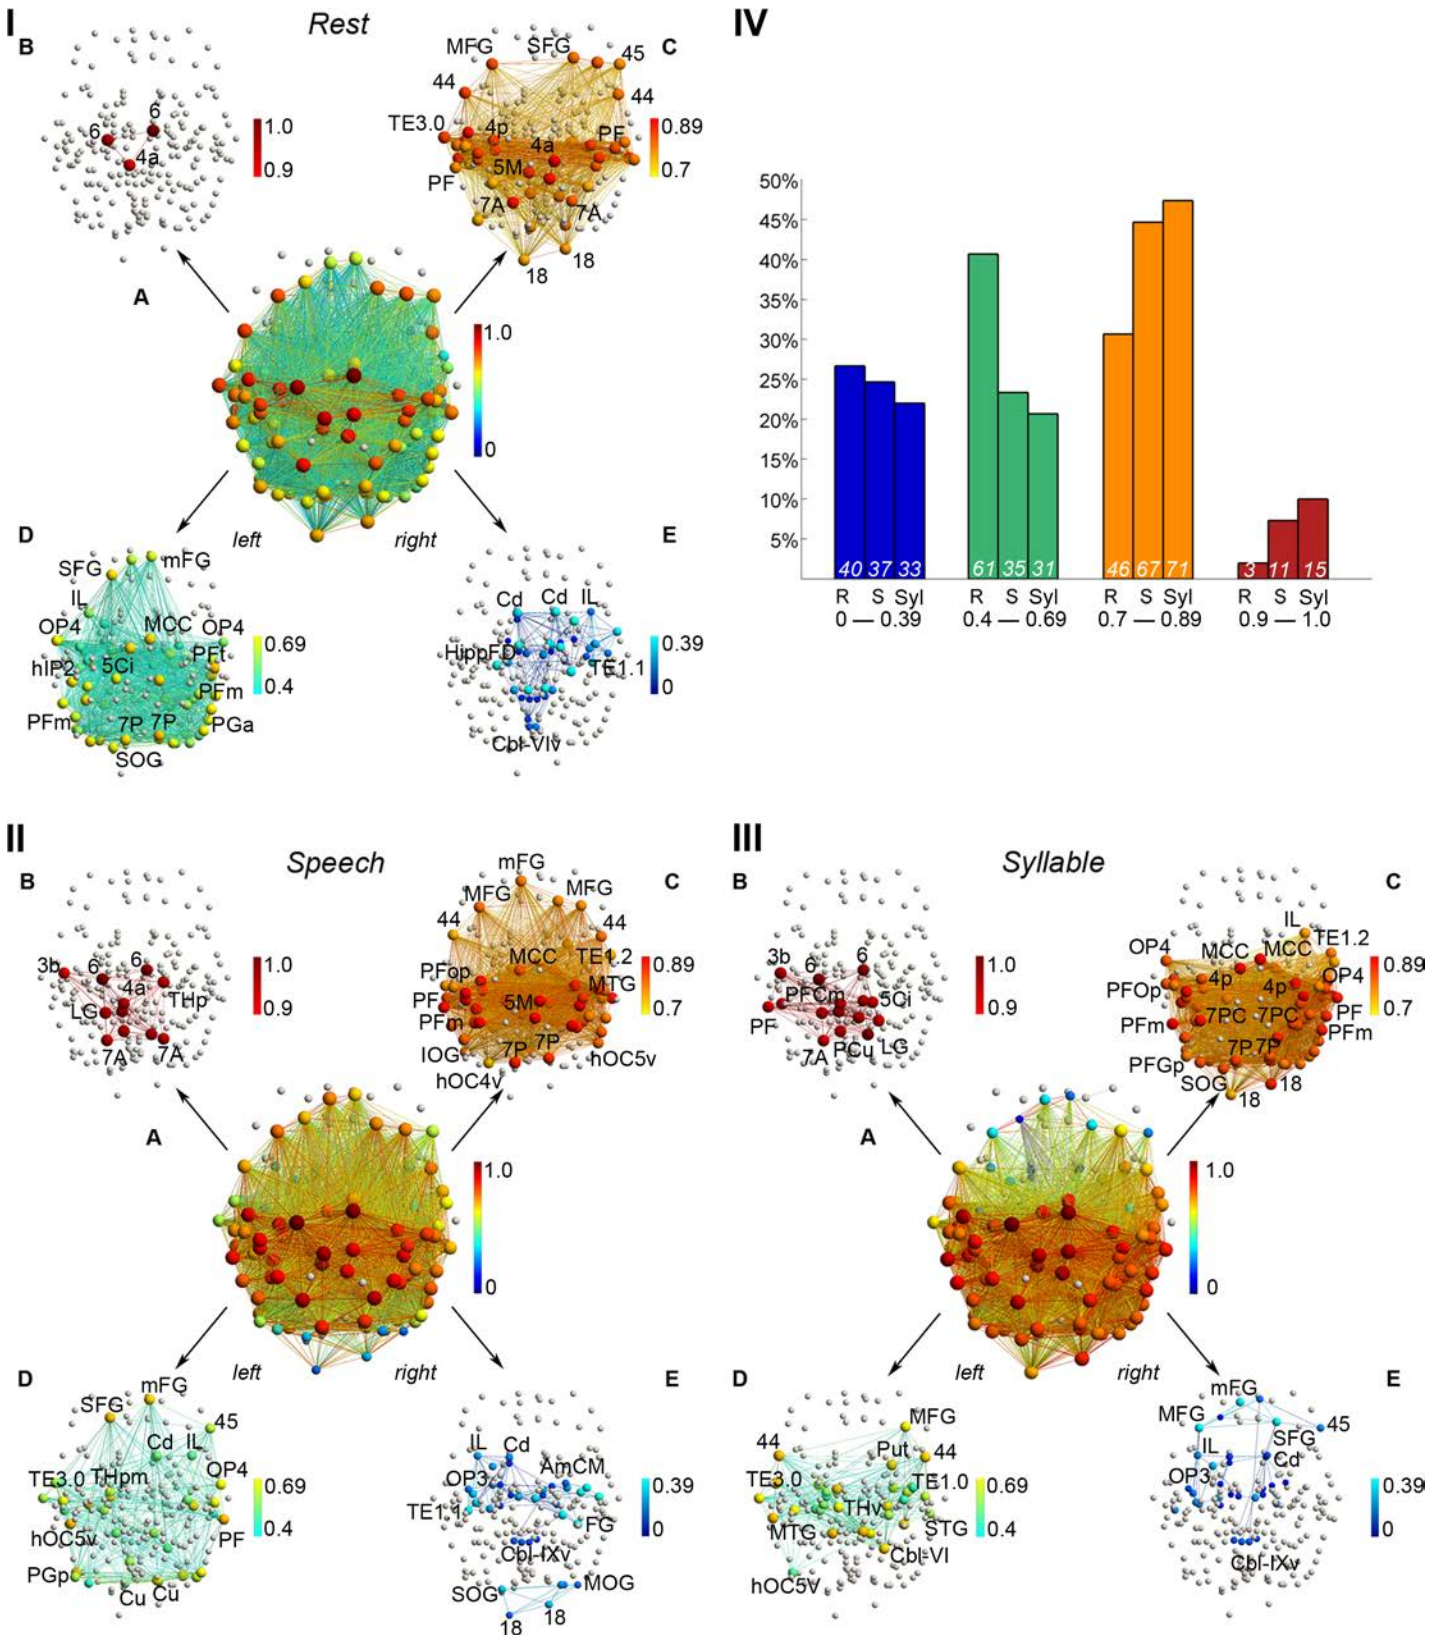 I
Rest
B
6
6
4a
1.0
0.9
C
MFG
SFG
45
44
44
TE3.0
4p
4a
PF
5M
PF
7A
7A
18
18
0.89
0.7
A
1.0
0
left
right
D
SFG
mFG
IL
OP4
MCC
OP4
hIP2
5Ci
PFt
PFm
PFm
7P
7P
PGa
SOG
0.69
0.4
E
Cd
Cd
IL
HippFD
TE1.1
Cbl-VIv
0.39
0
IV
50%
45%
40%
35%
30%
25%
20%
15%
10%
5%
40 37 33 61 35 31 46 67 71 3 11 15
R S Syl R S Syl R S Syl R S Syl
0 — 0.39 0.4 — 0.69 0.7 — 0.89 0.9 — 1.0
II
Speech
B
3b
6
6
4a
THp
LG
7A
7A
1.0
0.9
C
mFG
MFG
MFG
44
44
MCC
TE1.2
PFop
MTG
PF
5M
PFm
IOG
7P
7P
hOC5v
hOC4v
0.89
0.7
A
1.0
0
left
right
D
mFG
SFG
45
Cd
IL
TE3.0
THpm
OP4
hOC5v
PF
PGp
Cu
Cu
0.69
0.4
E
IL
Cd
OP3
AmCM
TE1.1
FG
Cbl-IXv
SOG
MOG
18
18
0.39
0
III
Syllable
B
3b
6
6
PFCm
5Ci
PF
7A
PCu
LG
1.0
0.9
C
IL
OP4
MCC
MCC
TE1.2
4p
4p
OP4
PFOp
PFm
7PC
7PC
PF
PFm
PFGp
7P
7P
SOG
18
18
0.89
0.7
A
1.0
0
left
right
D
MFG
44
Put
44
TE3.0
TE1.0
THv
MTG
STG
Cbl-VI
hOC5V
0.69
0.4
E
mFG
MFG
SFG
45
IL
Cd
OP3
Cbl-IXv
0.39
0